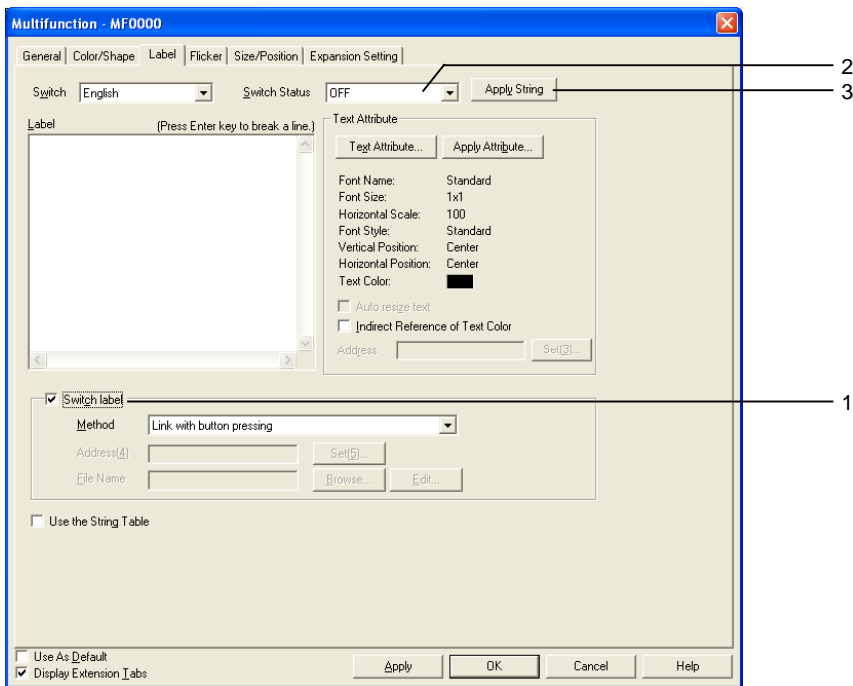 Multifunction - MF0000
General Color/Shape Label Flicker Size/Position Expansion Setting
2
Switch English Switch Status OFF Apply String
3
Label (Press Enter key to break a line.)
Text Attribute
Text Attribute... Apply Attribute...
Font Name: Standard
Font Size: 1x1
Horizontal Scale: 100
Font Style: Standard
Vertical Position: Center
Horizontal Position: Center
Text Color:
Auto resize text
Indirect Reference of Text Color
Address Set(3)...
Switch label
1
Method Link with button pressing
Address(4) Set(5)...
File Name Browse... Edit...
Use the String Table
Use As Default
Display Extension Tabs
Apply OK Cancel Help